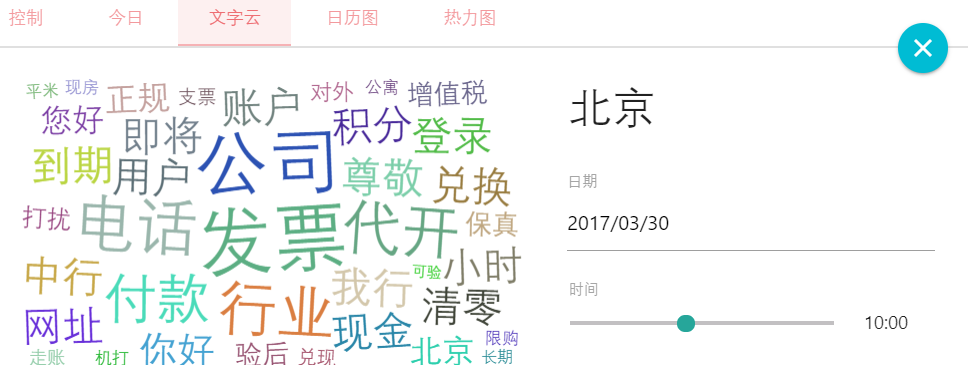 控制 今日 文字云 日历图 热力图
平米 现房 正规 支票 账户 对外 公寓 增值税
您好 即将 积分 登录
到期 用户 公司 尊敬 兑换
打扰 电话 发票 代开 保真
中行 付款 行业 我行 可验 小时
网址 现金 清零
走账 机打 你好 验后 兑现 北京 限购 长期
北京
日期
2017/03/30
时间
10:00